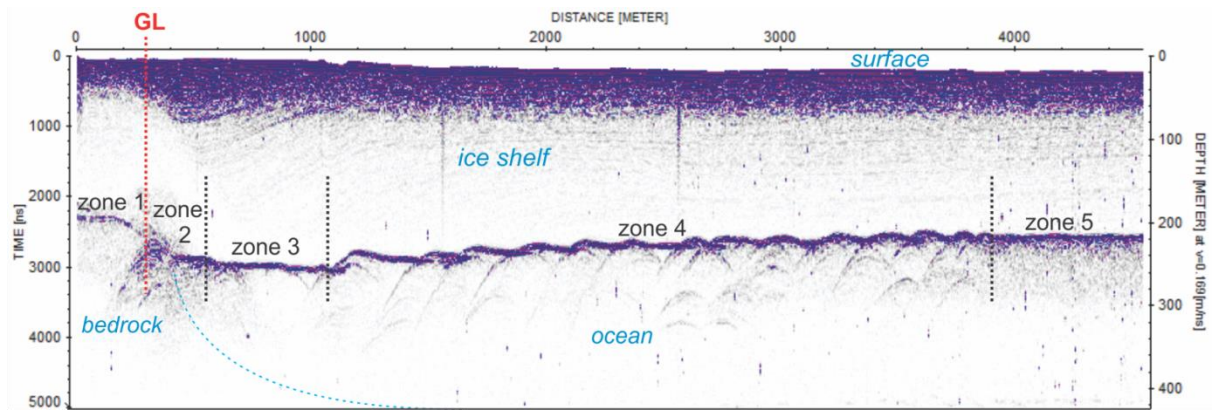 DISTANCE [METER]
GL
0 1000 2000 3000 4000
surface
0 0
1000 100
ice shelf
2000 200
zone 1
zone 2
zone 3
zone 4
zone 5
3000 300
bedrock
ocean
4000 400
5000
TIME [ns]
DEPTH [METER] at v=0.169[m/ns]